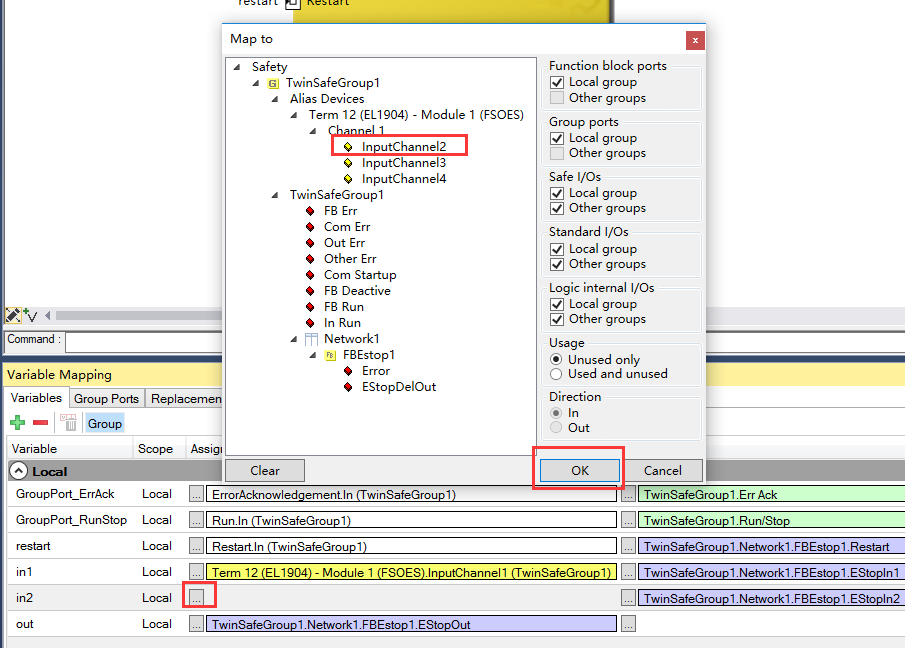 restart Restart
Map to
Safety
TwinSafeGroup1
Alias Devices
Term 12 (EL1904) - Module 1 (FSOES)
Channel 1
InputChannel2
InputChannel3
InputChannel4
TwinSafeGroup1
FB Err
Com Err
Out Err
Other Err
Com Startup
FB Deactive
FB Run
In Run
Network1
FBEstop1
Error
EStopDelOut
Function block ports
Local group
Other groups
Group ports
Local group
Other groups
Safe I/Os
Local group
Other groups
Standard I/Os
Local group
Other groups
Logic internal I/Os
Local group
Other groups
Usage
Unused only
Used and unused
Direction
In
Out
Clear OK Cancel
Command :
Variable Mapping
Variables Group Ports Replacemen
Group
Variable Scope Assig
Local
GroupPort_ErrAck Local ... ErrorAcknowledgement.In (TwinSafeGroup1) ... TwinSafeGroup1.Err Ack
GroupPort_RunStop Local ... Run.In (TwinSafeGroup1) ... TwinSafeGroup1.Run/Stop
restart Local ... Restart.In (TwinSafeGroup1) ... TwinSafeGroup1.Network1.FBEstop1.Restart
in1 Local ... Term 12 (EL1904) - Module 1 (FSOES).InputChannel1 (TwinSafeGroup1) ... TwinSafeGroup1.Network1.FBEstop1.EStopIn1
in2 Local ... ... TwinSafeGroup1.Network1.FBEstop1.EStopIn2
out Local ... TwinSafeGroup1.Network1.FBEstop1.EStopOut ...